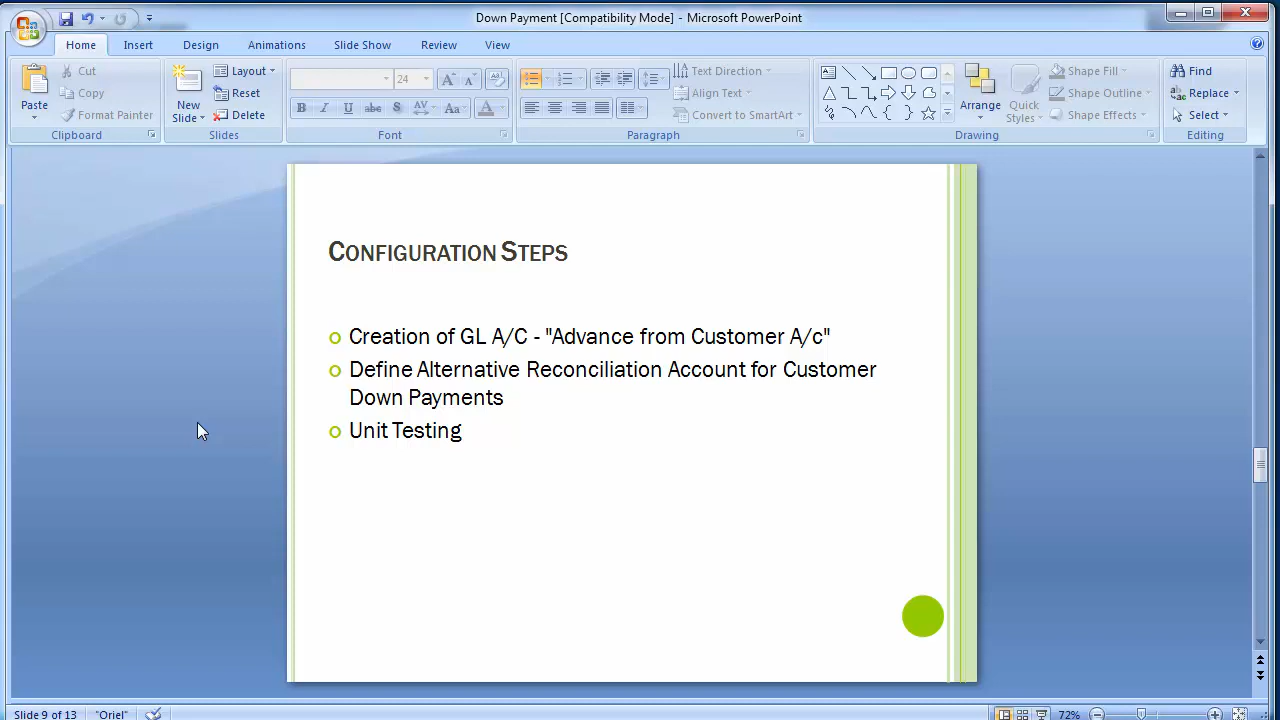 Down Payment [Compatibility Mode] - Microsoft PowerPoint
Home Insert Design Animations Slide Show Review View
Paste
Cut
Copy
Format Painter
Clipboard
New
Slide
Layout
Reset
Delete
Slides
24
B I U abc S AV Aa A
Font
Text Direction
Align Text
Convert to SmartArt
Paragraph
Arrange
Quick
Styles
Shape Fill
Shape Outline
Shape Effects
Drawing
Find
Replace
Select
Editing
CONFIGURATION STEPS
Creation of GL A/C - "Advance from Customer A/c"
Define Alternative Reconciliation Account for Customer
Down Payments
Unit Testing
Slide 9 of 13 "Oriel" 72%